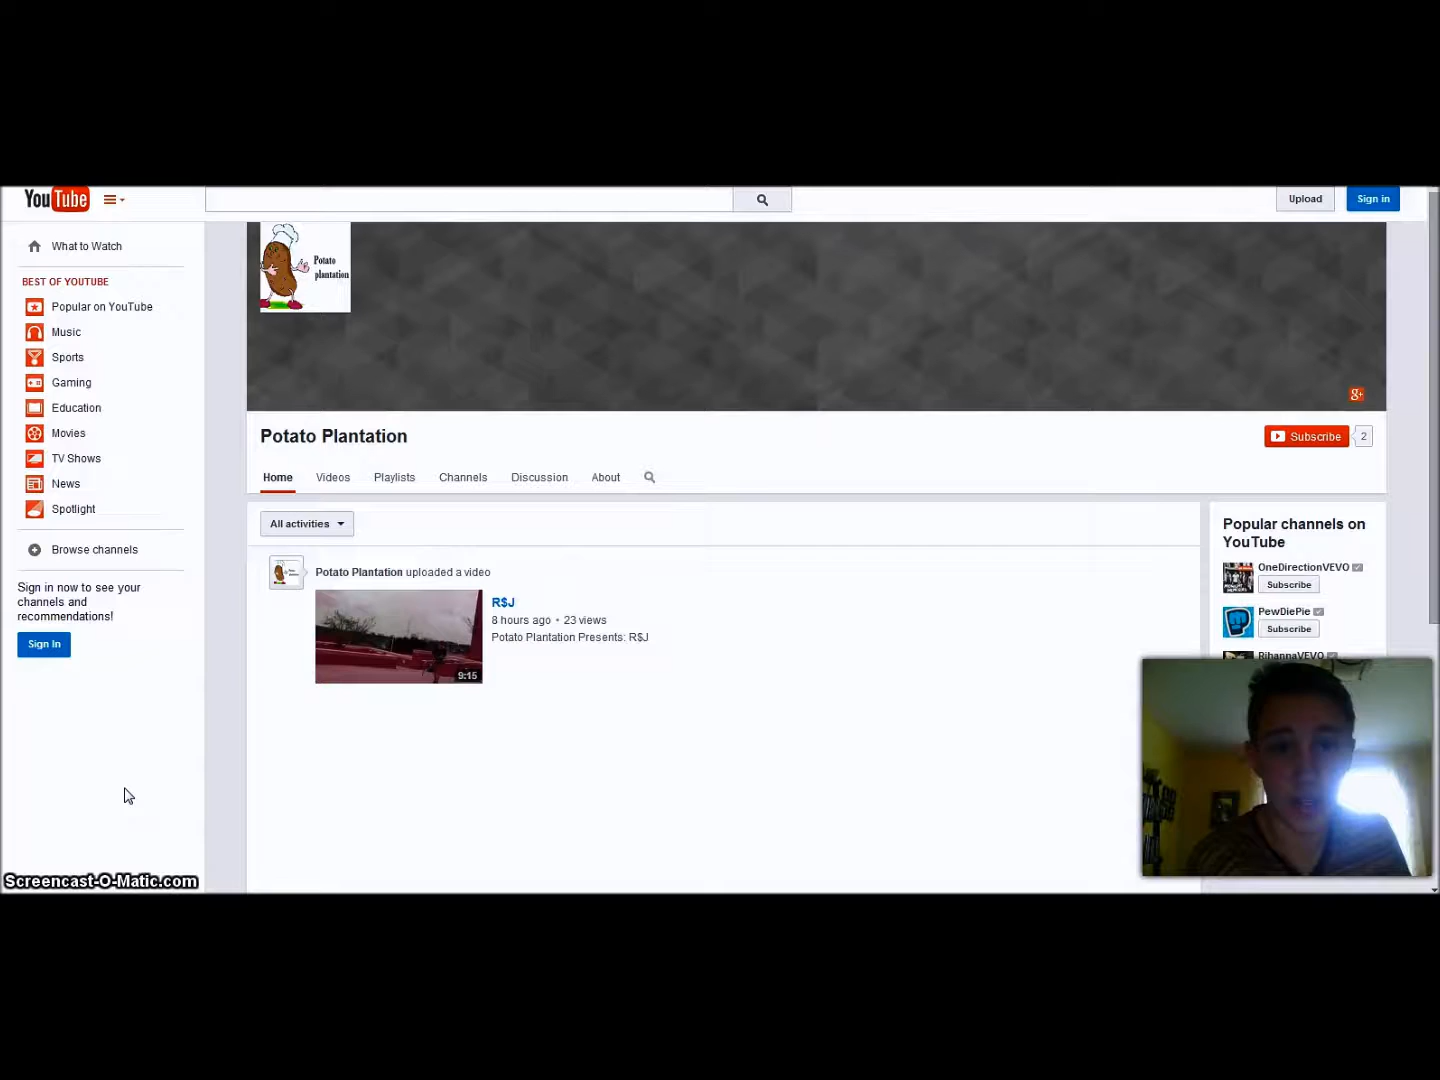 YouTube
Upload
Sign in
What to Watch
BEST OF YOUTUBE
Popular on YouTube
Music
Sports
Gaming
Education
Movies
TV Shows
News
Spotlight
Browse channels
Sign in now to see your
channels and
recommendations!
Sign In
Potato
plantation
g+
Potato Plantation
Subscribe 2
Home Videos Playlists Channels Discussion About
All activities
Potato Plantation uploaded a video
9:15
R$J
8 hours ago • 23 views
Potato Plantation Presents: R$J
Popular channels on
YouTube
OneDirectionVEVO
Subscribe
PewDiePie
Subscribe
RihannaVEVO
Screencast-O-Matic.com